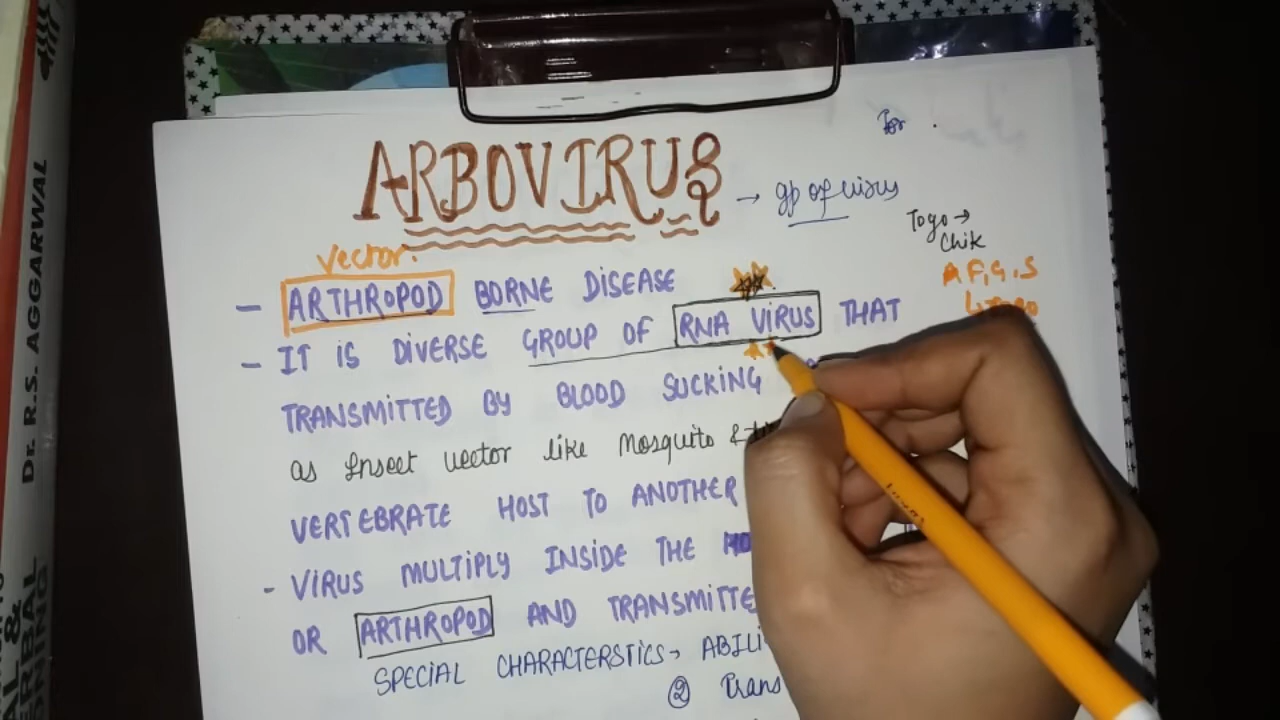 ARBOVIRUS → gp of virus
Togo →
Chik
Vector.
A F, G, S
- ARTHROPOD BORNE DISEASE
- IT IS DIVERSE GROUP OF RNA VIRUS THAT
TRANSMITTED BY BLOOD SUCKING
as Insect vector like Mosquito &
VERTEBRATE HOST TO ANOTHER
- VIRUS MULTIPLY INSIDE THE
OR ARTHROPOD AND TRANSMITTE
SPECIAL CHARACTERSTICS → ABILI
② Trans
Dr. R.S. AGGARWAL